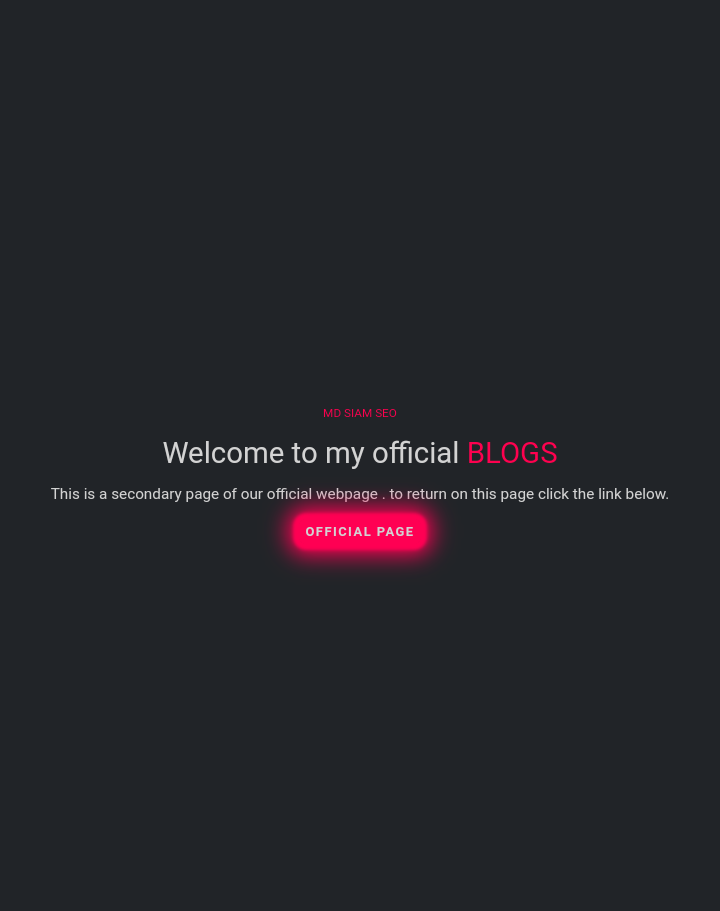 MD SIAM SEO
Welcome to my official BLOGS
This is a secondary page of our official webpage . to return on this page click the link below.
OFFICIAL PAGE